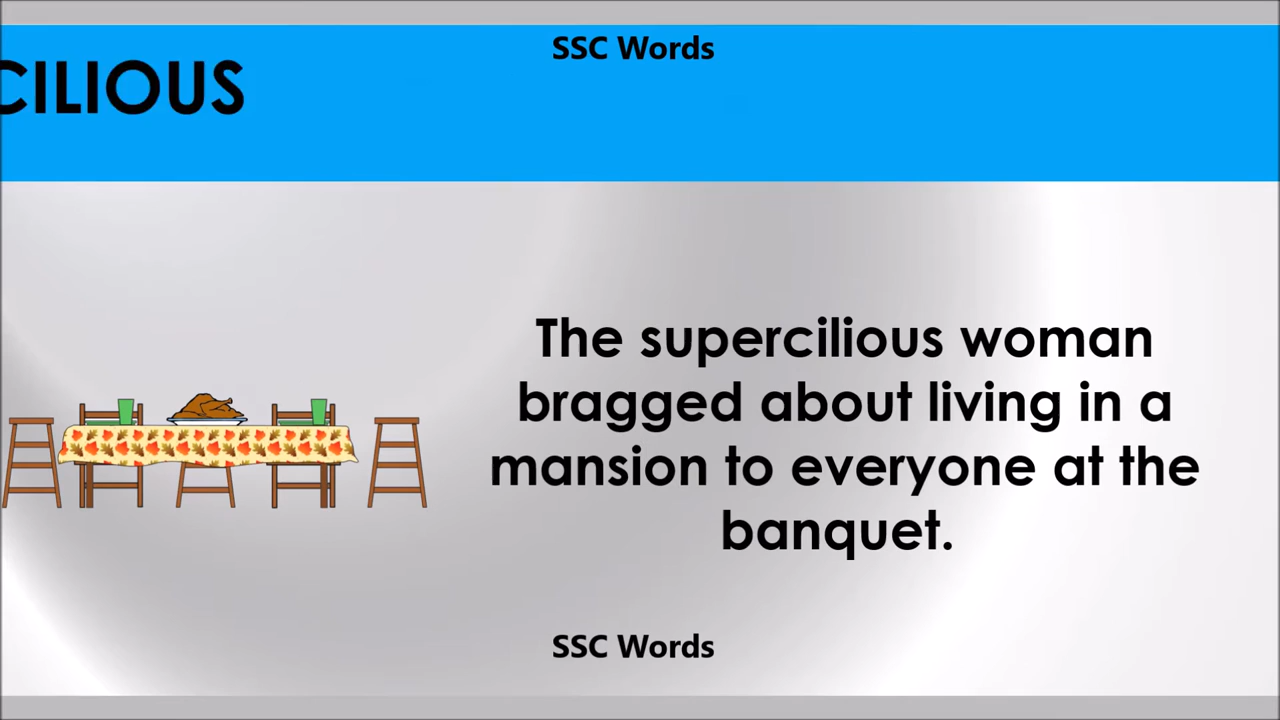 SSC Words
CILIOUS
The supercilious woman
bragged about living in a
mansion to everyone at the
banquet.
SSC Words